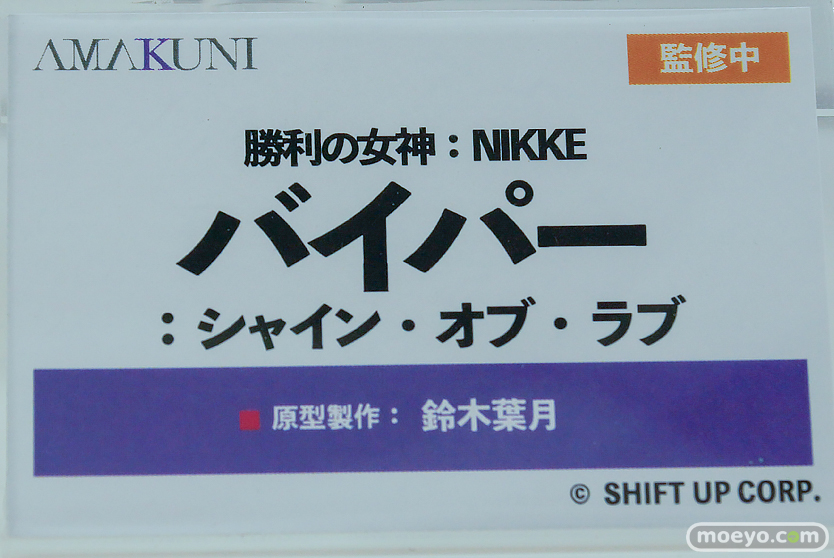 AMAKUNI
監修中
勝利の女神：NIKKE
バイパー
：シャイン・オブ・ラブ
■ 原型製作： 鈴木葉月
© SHIFT UP CORP.
moeyo.com